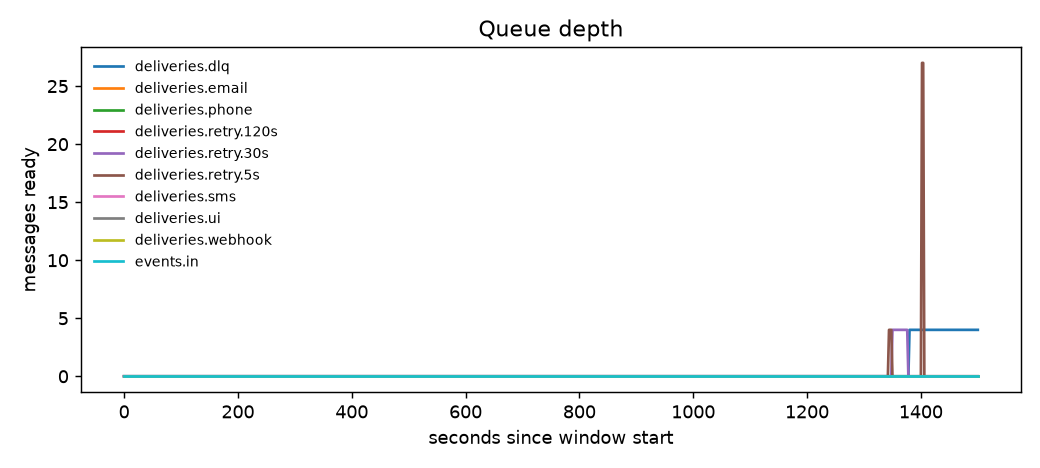 Queue depth
messages ready
25
20
15
10
5
0
deliveries.dlq
deliveries.email
deliveries.phone
deliveries.retry.120s
deliveries.retry.30s
deliveries.retry.5s
deliveries.sms
deliveries.ui
deliveries.webhook
events.in
0 200 400 600 800 1000 1200 1400
seconds since window start